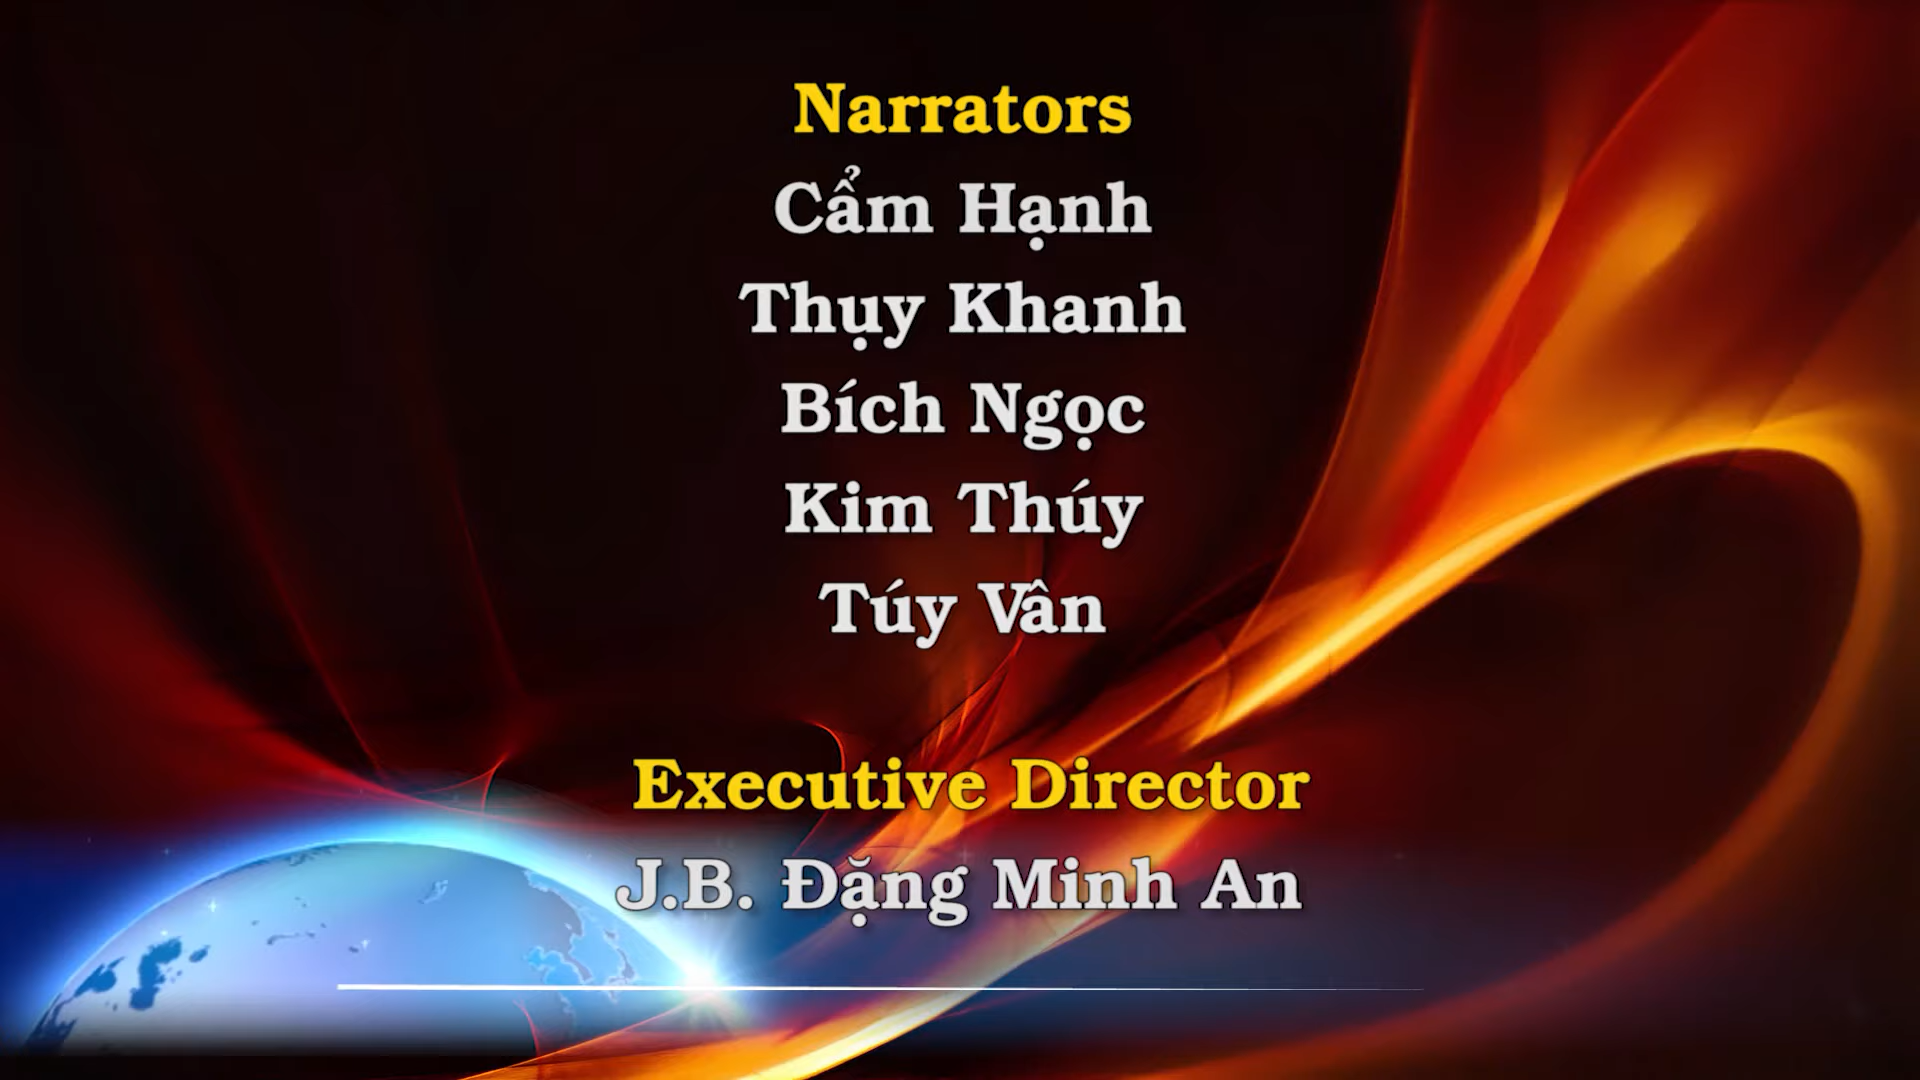 Narrators
Cẩm Hạnh
Thụy Khanh
Bích Ngọc
Kim Thúy
Túy Vân
Executive Director
J.B. Đặng Minh An